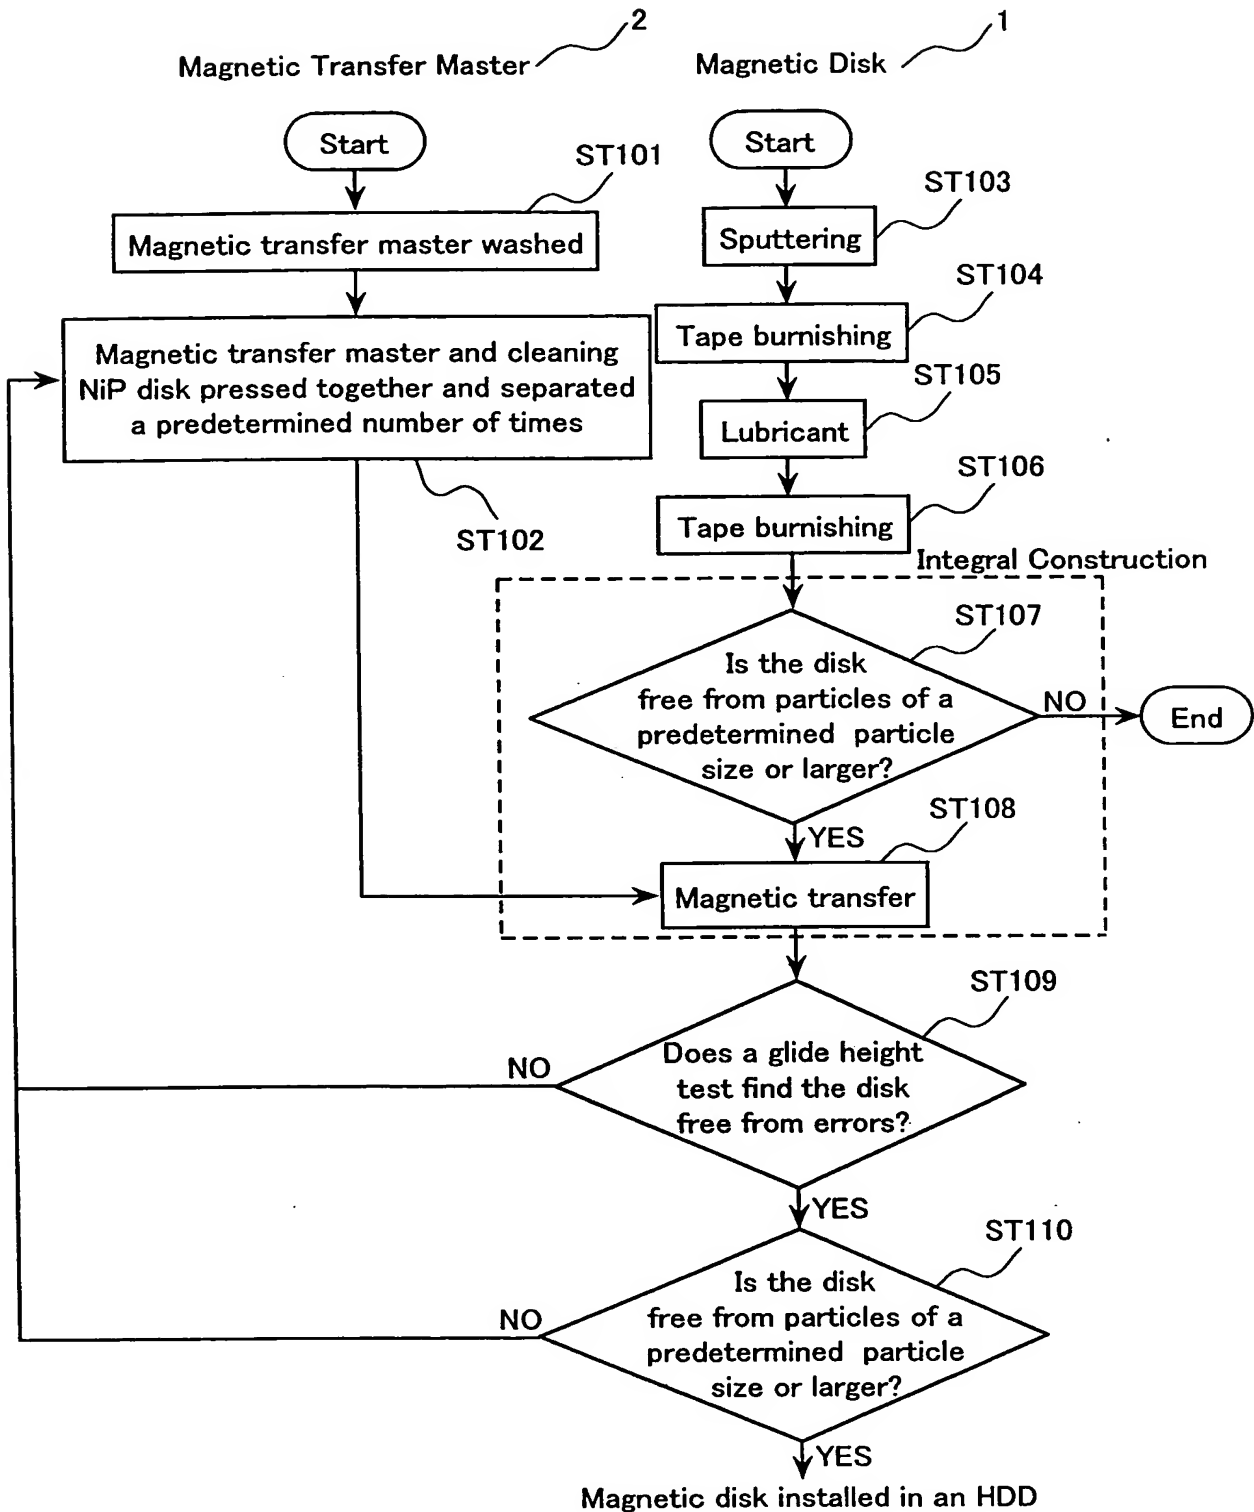 2
1
Magnetic Transfer Master
Magnetic Disk
Start
Start
ST101
ST103
Magnetic transfer master washed
Sputtering
ST104
Tape burnishing
Magnetic transfer master and cleaning
NiP disk pressed together and separated
a predetermined number of times
ST105
Lubricant
ST102
ST106
Tape burnishing
Integral Construction
ST107
Is the disk
free from particles of a
predetermined particle
size or larger?
NO
End
YES
ST108
Magnetic transfer
ST109
Does a glide height
test find the disk
free from errors?
NO
YES
ST110
Is the disk
free from particles of a
predetermined particle
size or larger?
NO
YES
Magnetic disk installed in an HDD